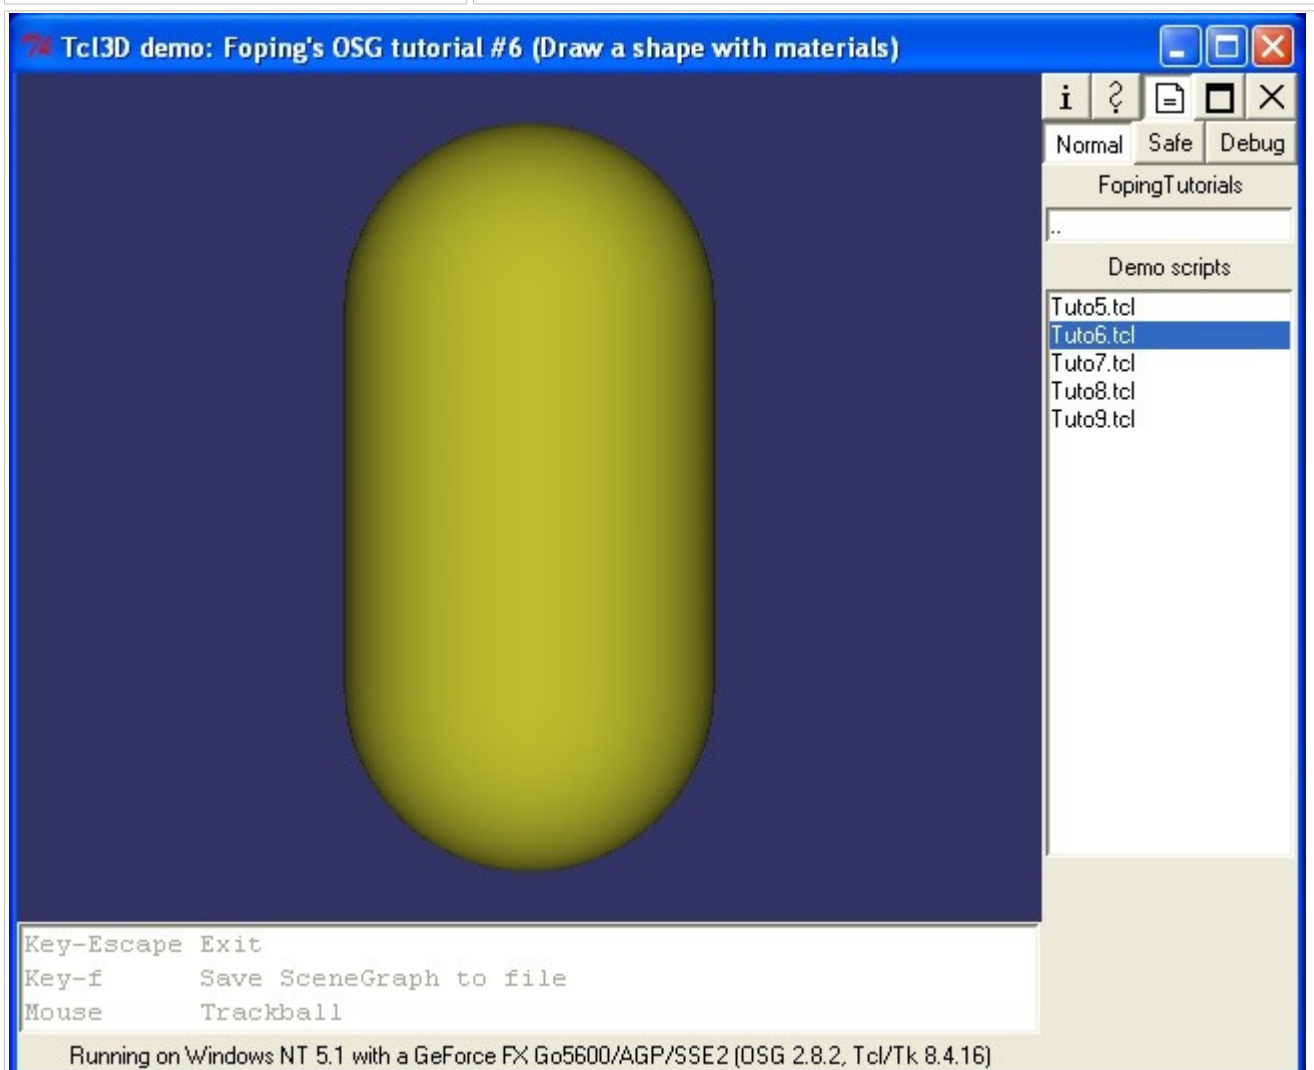 Tcl3D demo: Foping's OSG tutorial #6 (Draw a shape with materials)
i ?
Normal Safe Debug
FopingTutorials
..
Demo scripts
Tuto5.tcl
Tuto6.tcl
Tuto7.tcl
Tuto8.tcl
Tuto9.tcl
Key-Escape Exit
Key-f Save SceneGraph to file
Mouse Trackball
Running on Windows NT 5.1 with a GeForce FX Go5600/AGP/SSE2 (OSG 2.8.2, Tcl/Tk 8.4.16)